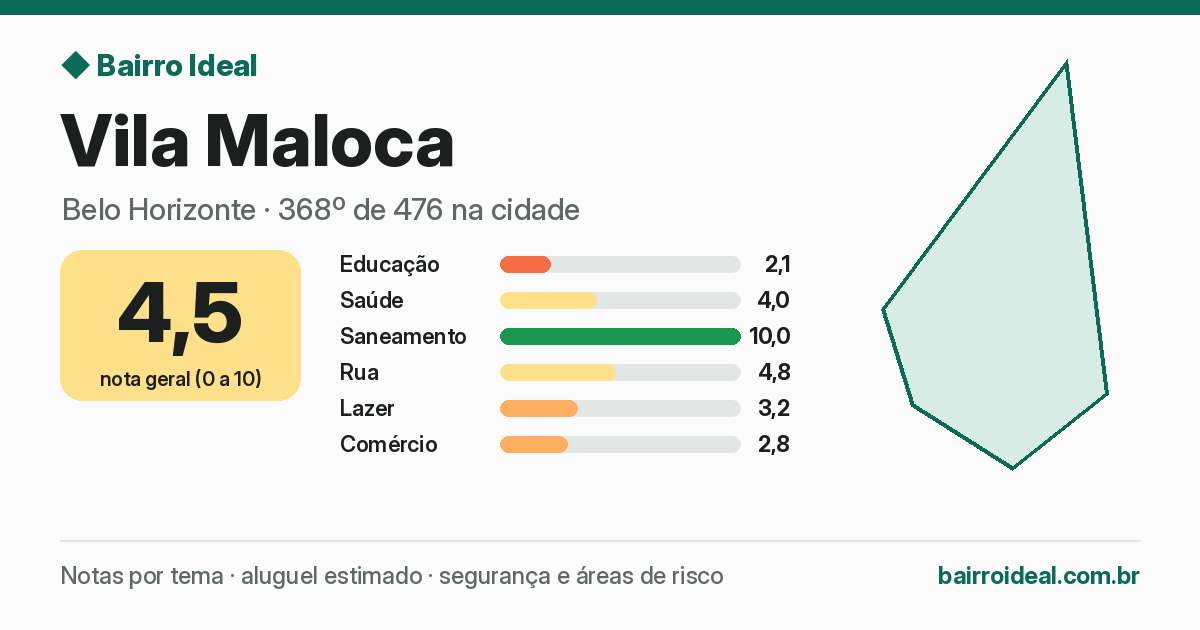 Bairro Ideal
Vila Maloca
Belo Horizonte · 368º de 476 na cidade
4,5
nota geral (0 a 10)
Educação 2,1
Saúde 4,0
Saneamento 10,0
Rua 4,8
Lazer 3,2
Comércio 2,8
Notas por tema · aluguel estimado · segurança e áreas de risco
bairroideal.com.br